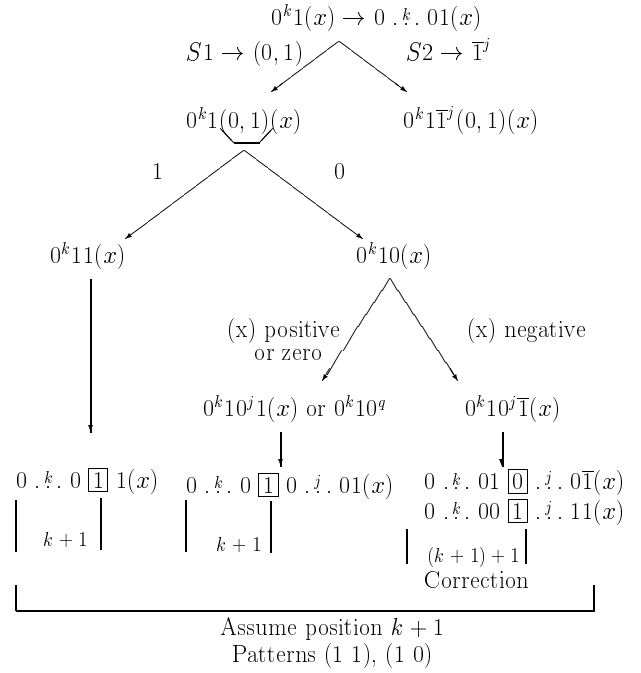 0^k1(x) → 0 .^k. . 01(x)
S1 → (0, 1) S2 → 1̅^j
0^k1(0, 1)(x) 0^k11̅^j(0, 1)(x)
1 0
0^k11(x) 0^k10(x)
(x) positive (x) negative
or zero
0^k10^j1(x) or 0^k10^q 0^k10^j1̅(x)
0 .^k. . 0 1 1(x) 0 .^k. . 0 1 0 .^j. . 01(x) 0 .^k. . 01 0 .^j. . 01̅(x)
0 .^k. . 00 1 .^j. . 11(x)
k + 1 k + 1 (k + 1) + 1
Correction
Assume position k + 1
Patterns (1 1), (1 0)